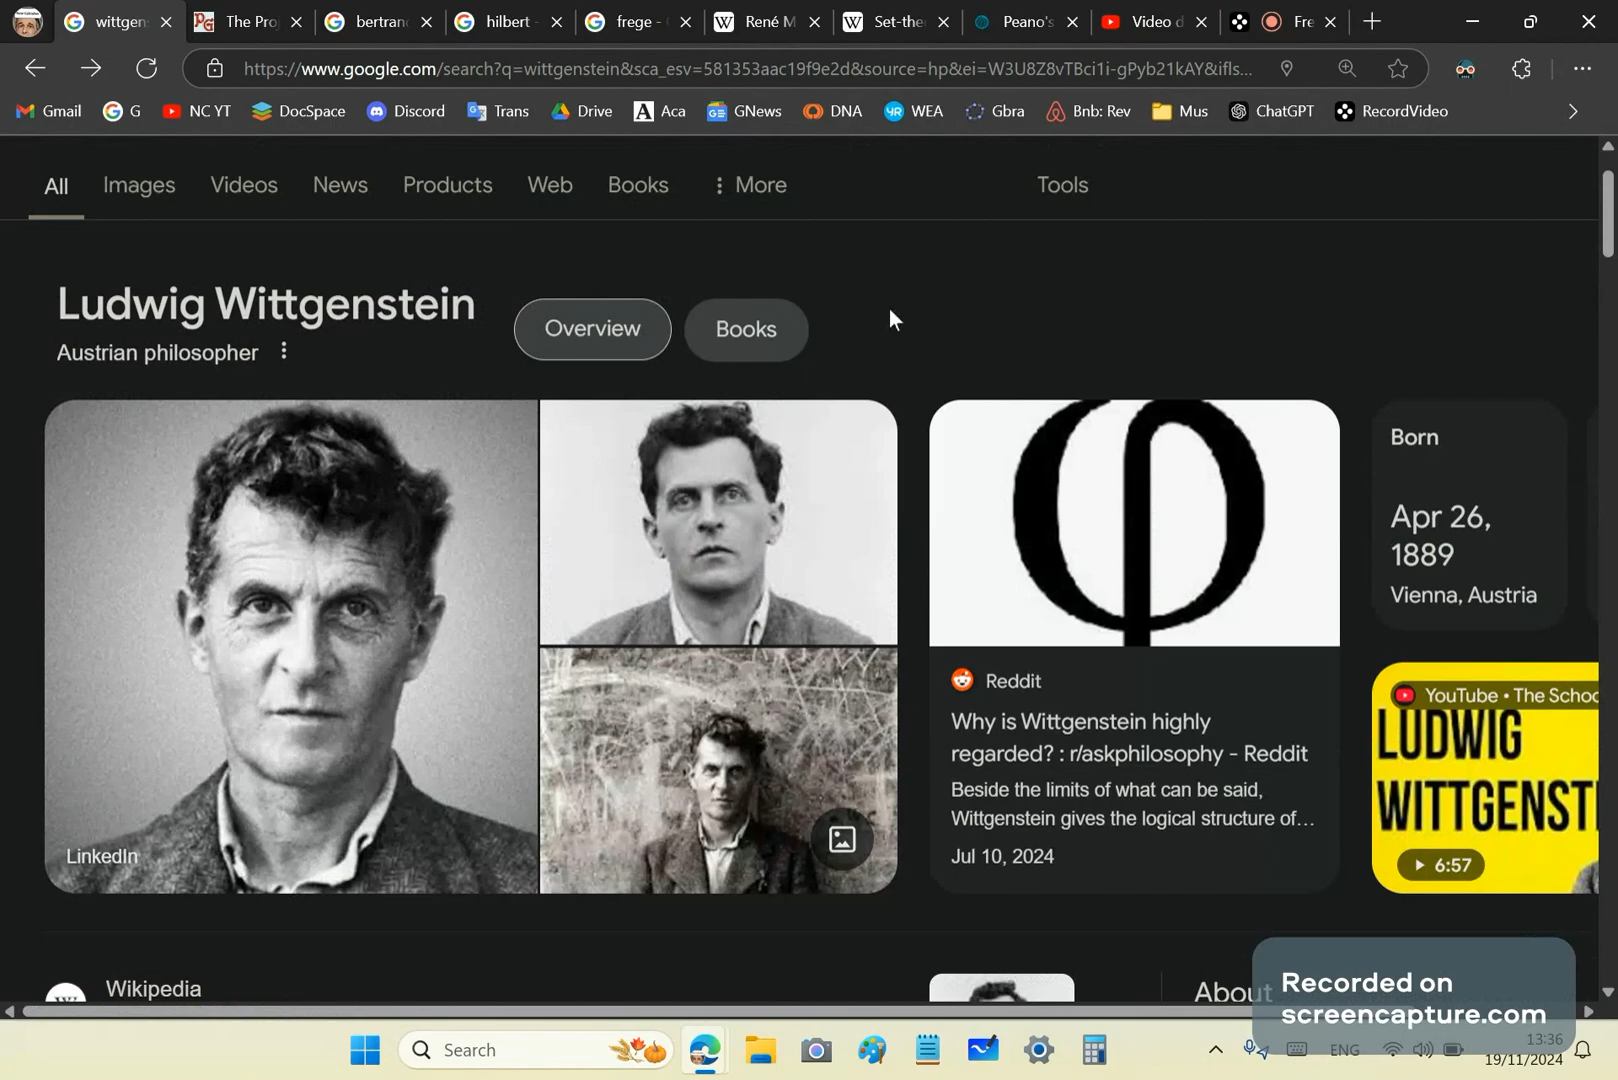 wittgen
The Pro
bertran
hilbert -
frege -
René M
Set-the
Peano's
Video d
Fre
https://www.google.com/search?q=wittgenstein&sca_esv=581353aac19f9e2d&source=hp&ei=W3U8Z8vTBci1i-gPyb21kAY&ifls...
Gmail
G
NC YT
DocSpace
Discord
Trans
Drive
Aca
GNews
DNA
WEA
Gbra
Bnb: Rev
Mus
ChatGPT
RecordVideo
All
Images
Videos
News
Products
Web
Books
More
Tools
Ludwig Wittgenstein
Austrian philosopher
Overview
Books
LinkedIn
φ
Reddit
Why is Wittgenstein highly
regarded? : r/askphilosophy - Reddit
Beside the limits of what can be said,
Wittgenstein gives the logical structure of...
Jul 10, 2024
Born
Apr 26,
1889
Vienna, Austria
YouTube • The Schoo
LUDWIG
WITTGENST
6:57
Wikipedia
About
Recorded on
screencapture.com
Search
ENG
13:36
19/11/2024